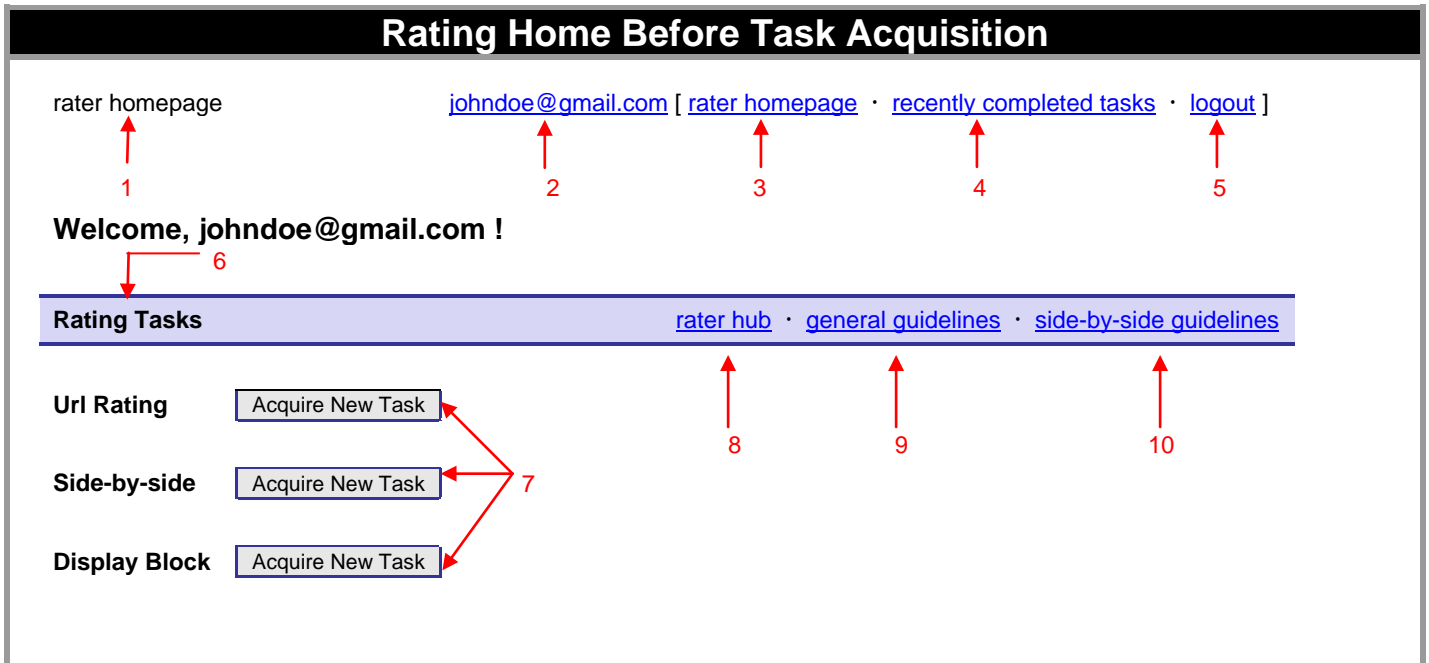 Rating Home Before Task Acquisition
rater homepage johndoe@gmail.com [ rater homepage · recently completed tasks · logout ]
1 2 3 4 5
Welcome, johndoe@gmail.com !
6
Rating Tasks rater hub · general guidelines · side-by-side guidelines
Url Rating Acquire New Task
8 9 10
Side-by-side Acquire New Task 7
Display Block Acquire New Task